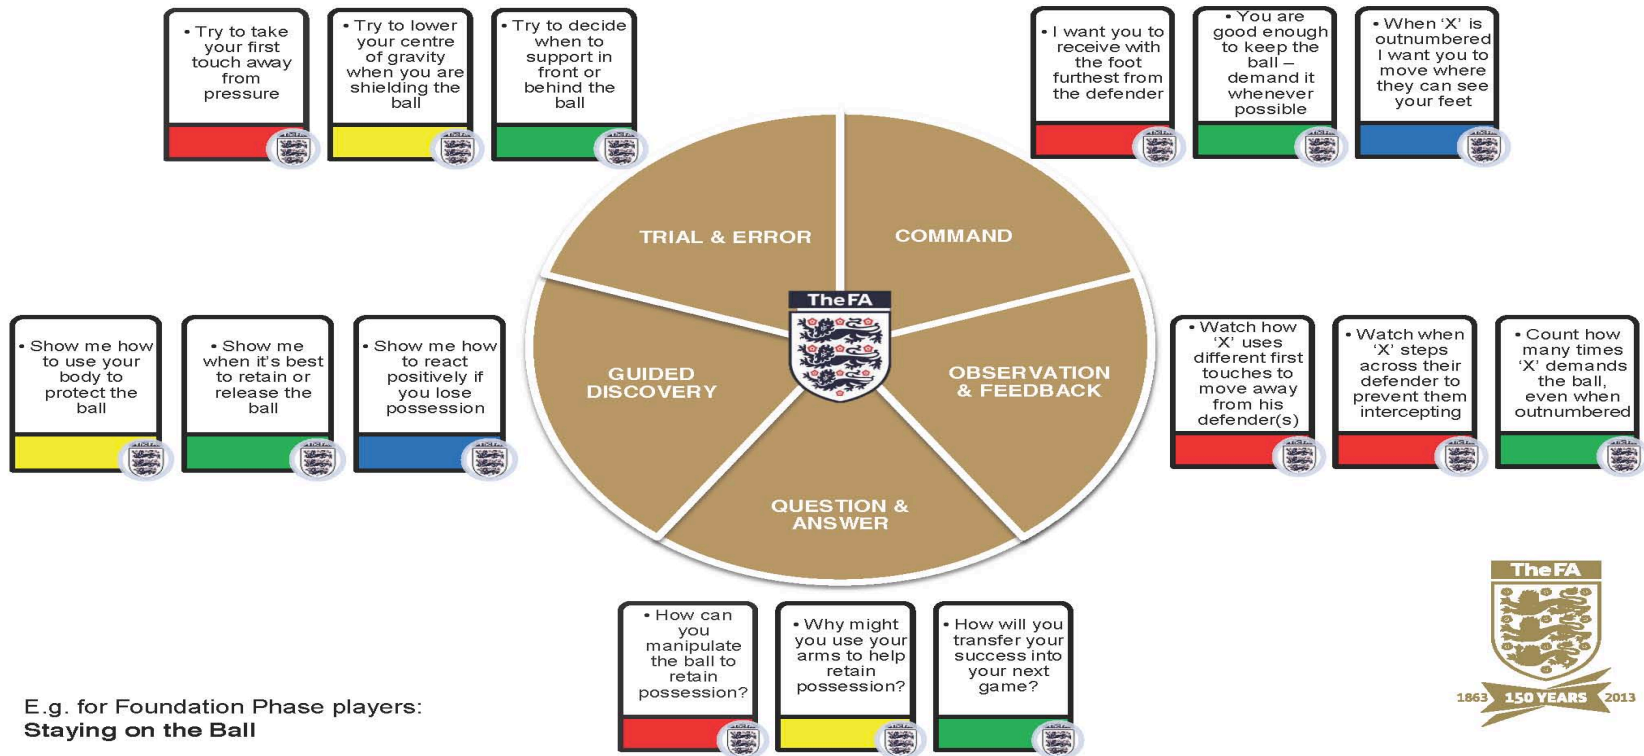 • Try to take
your first
touch away
from
pressure
• Try to lower
your centre
of gravity
when you are
shielding the
ball
• Try to decide
when to
support in
front or
behind the
ball
• I want you to
receive with
the foot
furthest from
the defender
• You are
good enough
to keep the
ball –
demand it
whenever
possible
• When ‘X’ is
outnumbered
I want you to
move where
they can see
your feet
TRIAL & ERROR
COMMAND
TheFA
GUIDED
DISCOVERY
OBSERVATION
& FEEDBACK
QUESTION &
ANSWER
• Show me how
to use your
body to
protect the
ball
• Show me
when it’s best
to retain or
release the
ball
• Show me how
to react
positively if
you lose
possession
• Watch how
‘X’ uses
different first
touches to
move away
from his
defender(s)
• Watch when
‘X’ steps
across their
defender to
prevent them
intercepting
• Count how
many times
‘X’ demands
the ball,
even when
outnumbered
• How can
you
manipulate
the ball to
retain
possession?
• Why might
you use your
arms to help
retain
possession?
• How will you
transfer your
success into
your next
game?
E.g. for Foundation Phase players:
Staying on the Ball
TheFA
1863 150 YEARS 2013